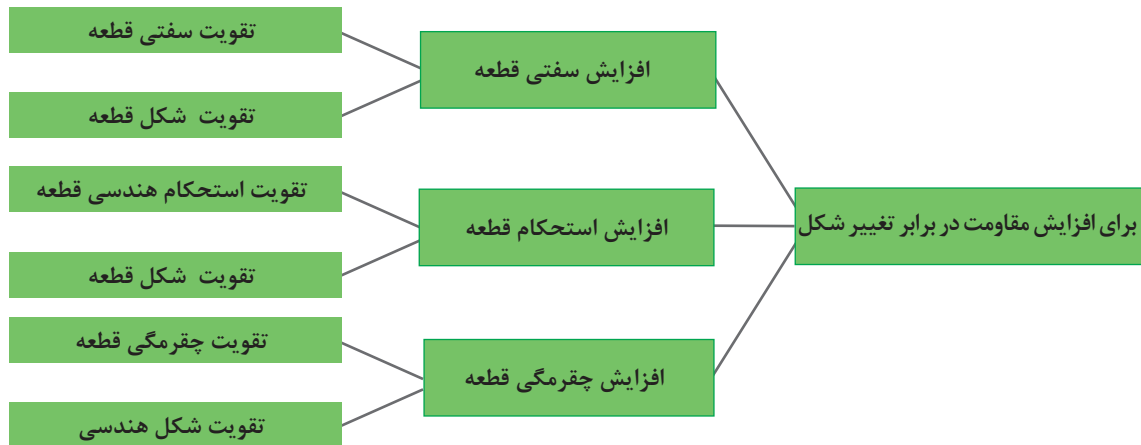 برای افزایش مقاومت در برابر تغییر شکل
افزایش سفتی قطعه
تقویت سفتی قطعه
تقویت شکل قطعه
افزایش استحکام قطعه
تقویت استحکام هندسی قطعه
تقویت شکل قطعه
افزایش چقرمگی قطعه
تقویت چقرمگی قطعه
تقویت شکل هندسی